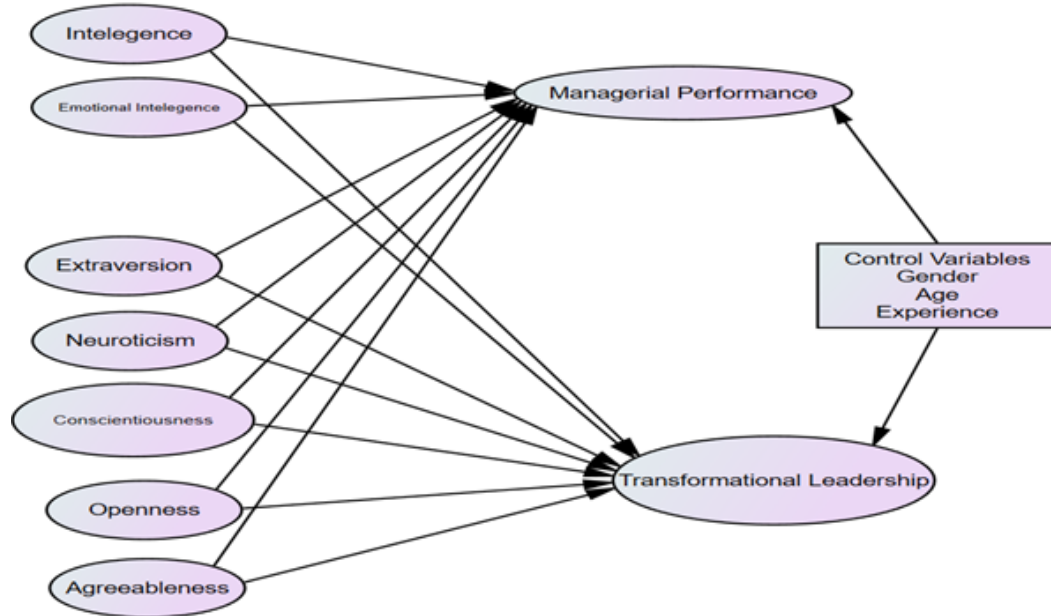 Intelegence
Emotional Intelegence
Managerial Performance
Extraversion
Neuroticism
Conscientiousness
Openness
Agreeableness
Control Variables
Gender
Age
Experience
Transformational Leadership